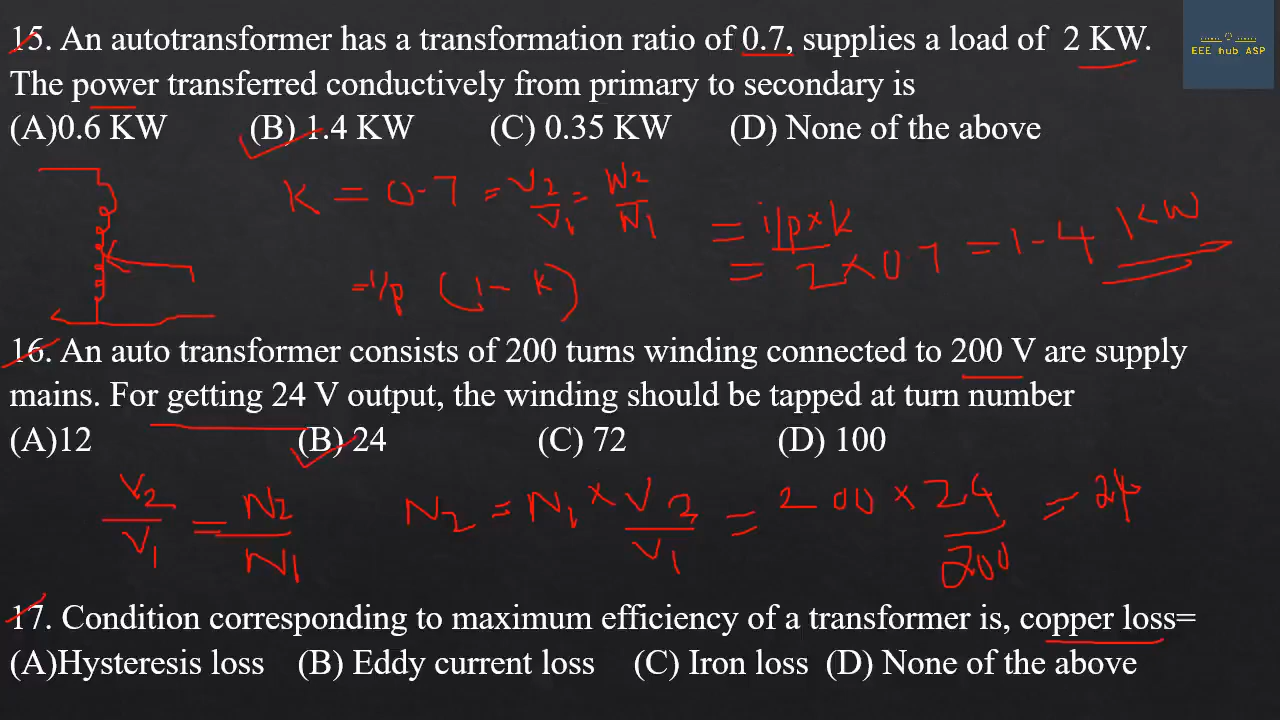 15. An autotransformer has a transformation ratio of 0.7, supplies a load of 2 KW.
EEE hub ASP
The power transferred conductively from primary to secondary is
(A)0.6 KW (B) 1.4 KW (C) 0.35 KW (D) None of the above
K = 0.7 = V2/V1 = N2/N1
= i/p × k
= 2 × 0.7 = 1.4 KW
= i/p (1 - k)
16. An auto transformer consists of 200 turns winding connected to 200 V are supply
mains. For getting 24 V output, the winding should be tapped at turn number
(A)12 (B) 24 (C) 72 (D) 100
V2/V1 = N2/N1 N2 = N1 × V2/V1 = 200 × 24/200 = 24
17. Condition corresponding to maximum efficiency of a transformer is, copper loss=
(A)Hysteresis loss (B) Eddy current loss (C) Iron loss (D) None of the above